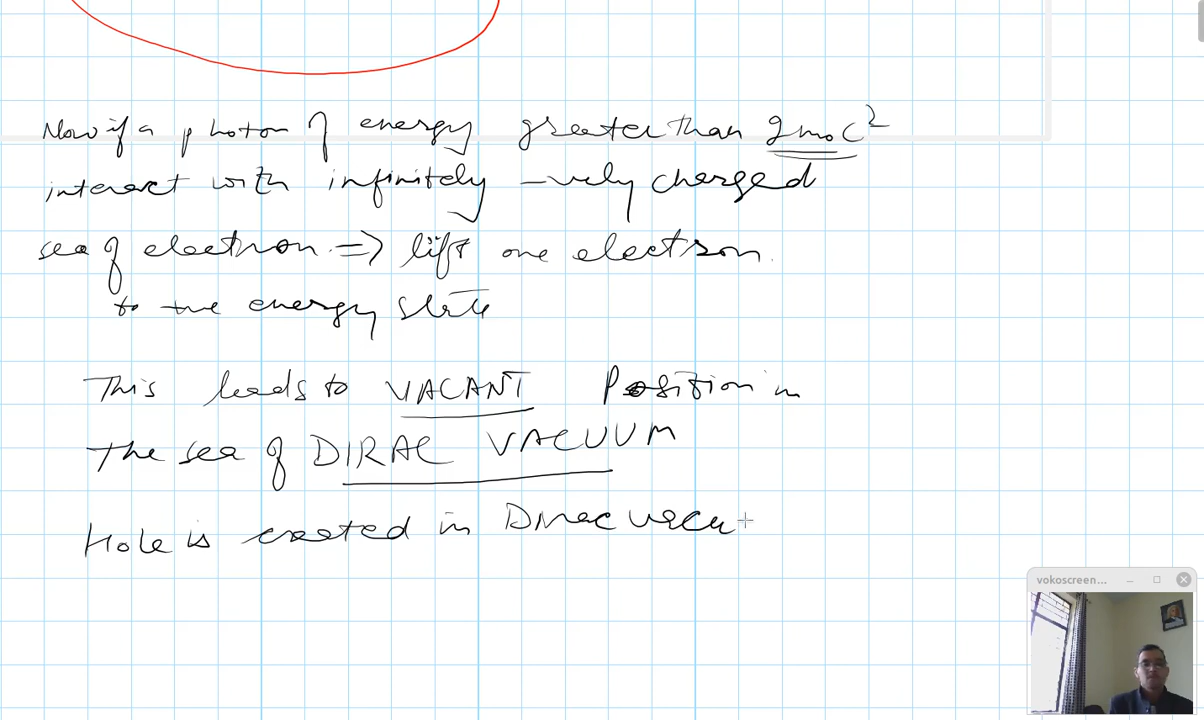 Now if a photon of energy greater than 2m₀c²
interact with infinitely -vely charged
sea of electron. => lift one electron.
to the energy state
This leads to VACANT Position in
the sea of DIRAC VACUUM
Hole is created in Dirac vacu
vokoscreen...